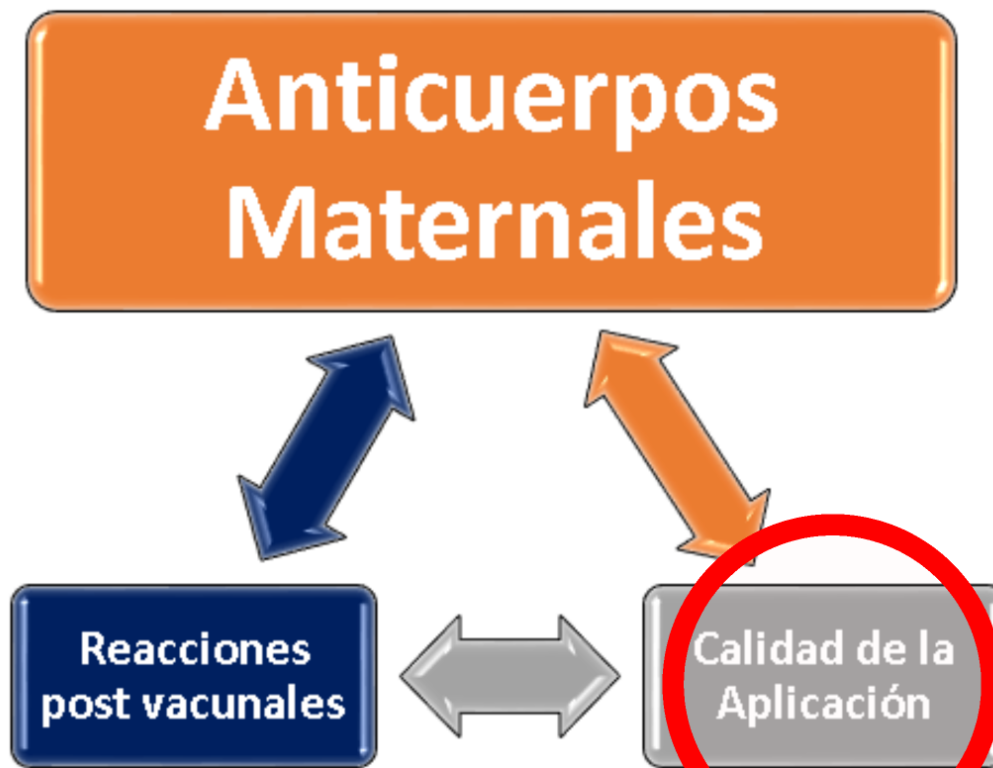 Anticuerpos
Maternales
Reacciones
post vacunales
Calidad de la
Aplicación